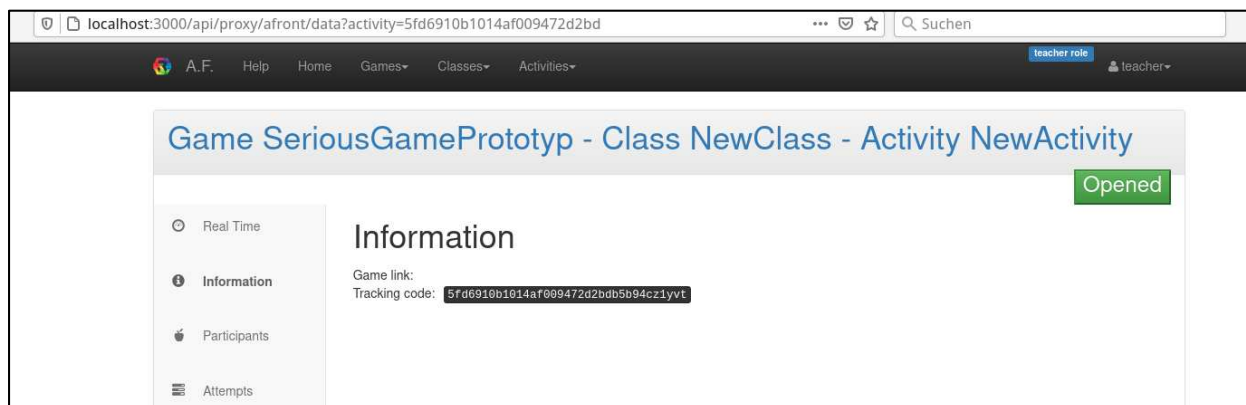 localhost:3000/api/proxy/afront/data?activity=5fd6910b1014af009472d2bd ••• Suchen
A.F. Help Home Games Classes Activities teacher role teacher
Game SeriousGamePrototyp - Class NewClass - Activity NewActivity
Opened
Real Time
Information
Information
Game link:
Tracking code: 5fd6910b1014af009472d2bdb5b94cz1yvt
Participants
Attempts